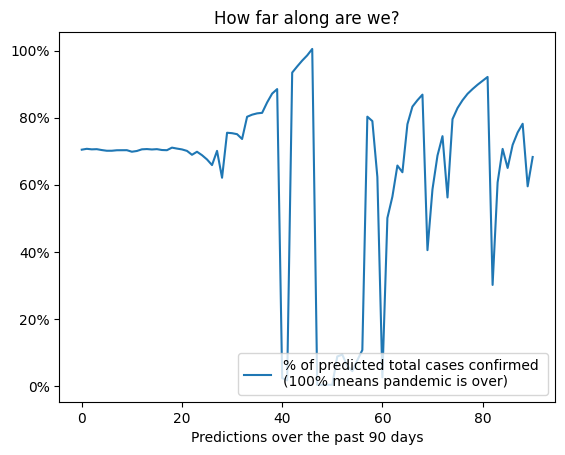 How far along are we?
100%
80%
60%
40%
20%
0%
% of predicted total cases confirmed
(100% means pandemic is over)
0
20
40
60
80
Predictions over the past 90 days